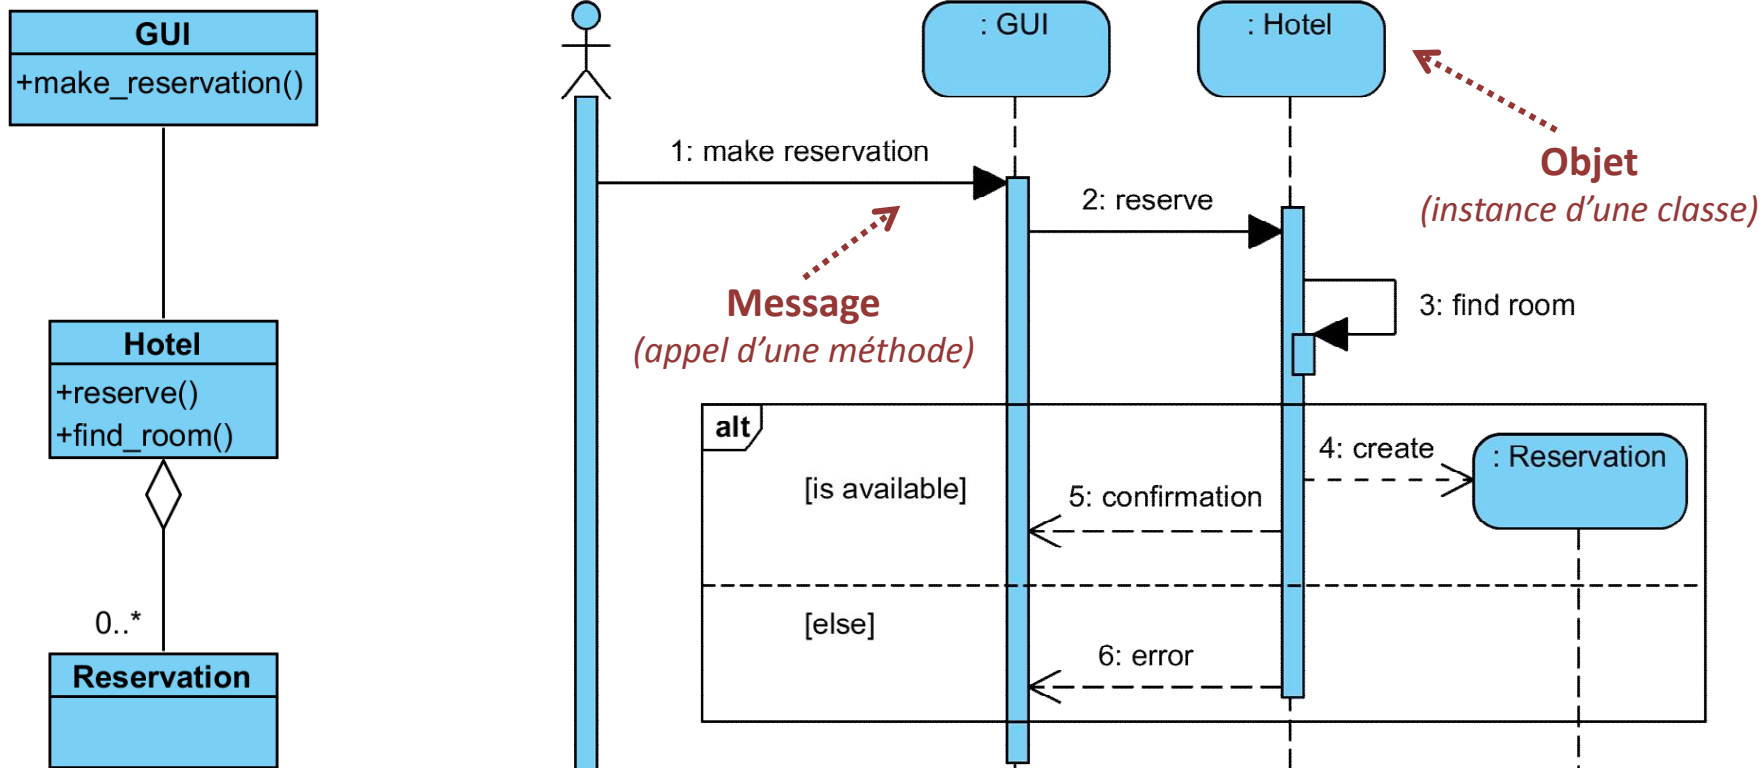 GUI
+make_reservation()
Hotel
+reserve()
+find_room()
0..*
Reservation
: GUI
: Hotel
1: make reservation
2: reserve
Objet
(instance d’une classe)
Message
(appel d’une méthode)
3: find room
alt
[is available]
4: create
: Reservation
5: confirmation
[else]
6: error